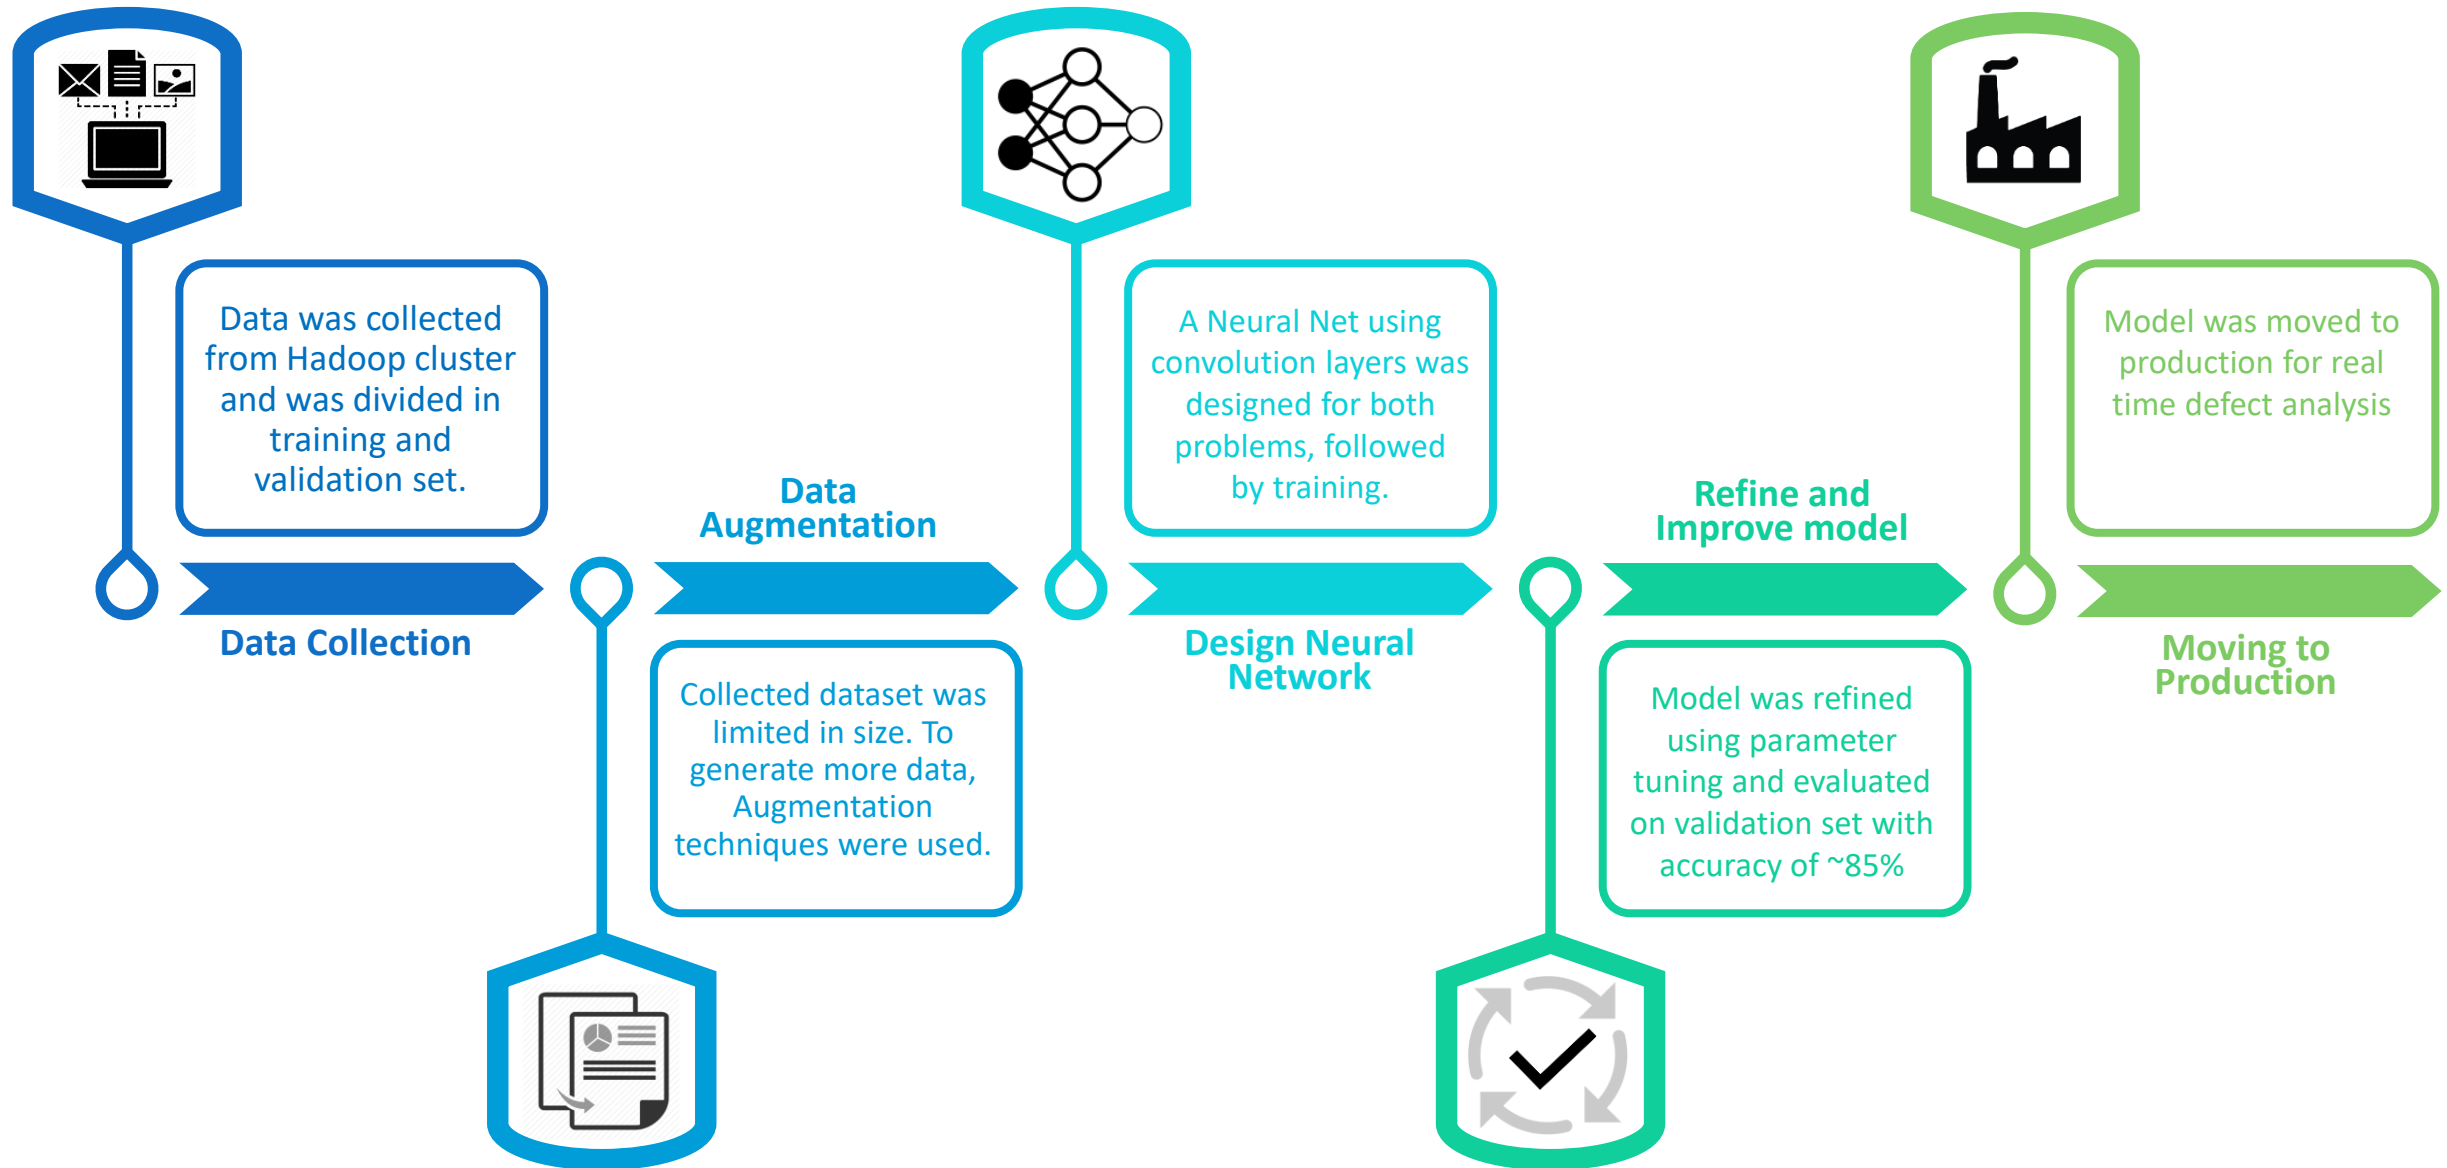 Data was collected
from Hadoop cluster
and was divided in
training and
validation set.
Data Collection
Data
Augmentation
Collected dataset was
limited in size. To
generate more data,
Augmentation
techniques were used.
A Neural Net using
convolution layers was
designed for both
problems, followed
by training.
Design Neural
Network
Refine and
Improve model
Model was refined
using parameter
tuning and evaluated
on validation set with
accuracy of ~85%
Model was moved to
production for real
time defect analysis
Moving to
Production